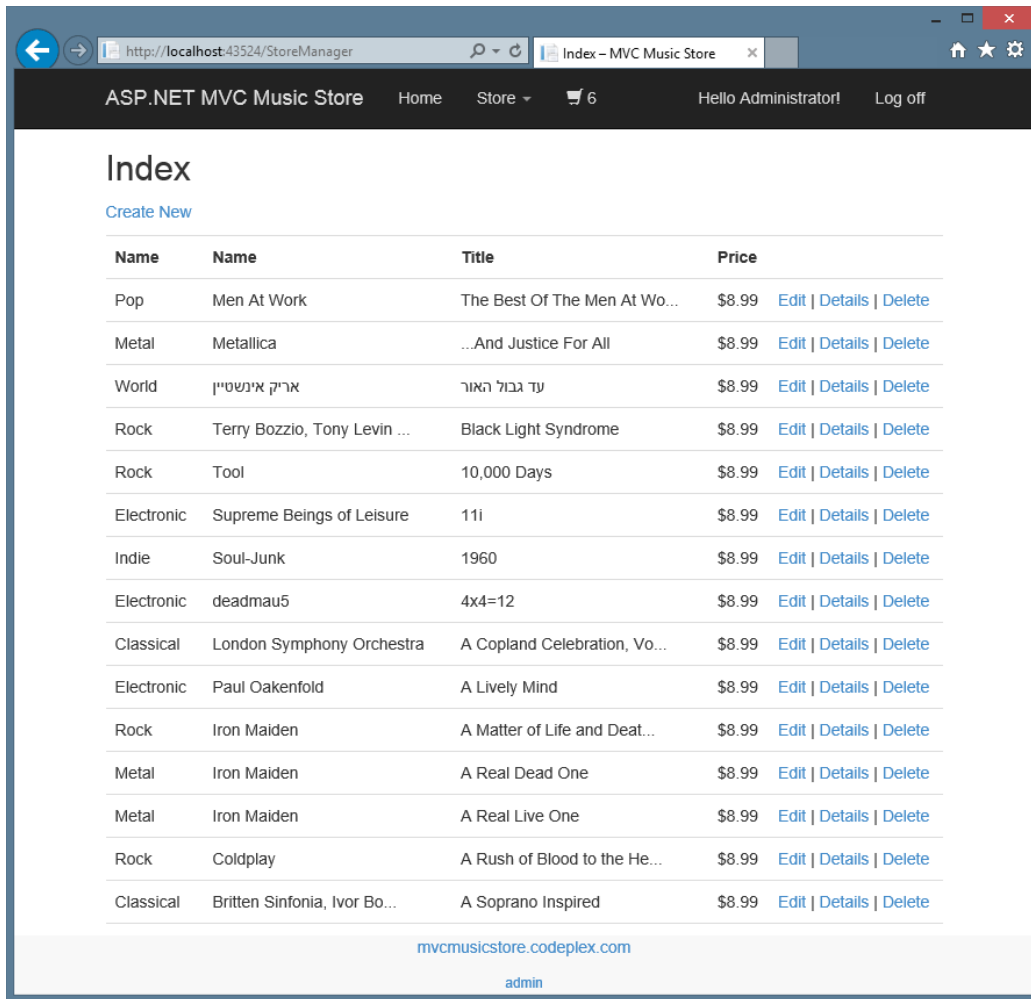 http://localhost:43524/StoreManager
Index – MVC Music Store
ASP.NET MVC Music Store Home Store 6 Hello Administrator! Log off
Index
Create New
Name Name Title Price
Pop Men At Work The Best Of The Men At Wo... $8.99 Edit | Details | Delete
Metal Metallica ...And Justice For All $8.99 Edit | Details | Delete
World אריק אינשטיין עד גבול האור $8.99 Edit | Details | Delete
Rock Terry Bozzio, Tony Levin ... Black Light Syndrome $8.99 Edit | Details | Delete
Rock Tool 10,000 Days $8.99 Edit | Details | Delete
Electronic Supreme Beings of Leisure 11i $8.99 Edit | Details | Delete
Indie Soul-Junk 1960 $8.99 Edit | Details | Delete
Electronic deadmau5 4x4=12 $8.99 Edit | Details | Delete
Classical London Symphony Orchestra A Copland Celebration, Vo... $8.99 Edit | Details | Delete
Electronic Paul Oakenfold A Lively Mind $8.99 Edit | Details | Delete
Rock Iron Maiden A Matter of Life and Deat... $8.99 Edit | Details | Delete
Metal Iron Maiden A Real Dead One $8.99 Edit | Details | Delete
Metal Iron Maiden A Real Live One $8.99 Edit | Details | Delete
Rock Coldplay A Rush of Blood to the He... $8.99 Edit | Details | Delete
Classical Britten Sinfonia, Ivor Bo... A Soprano Inspired $8.99 Edit | Details | Delete
mvcmusicstore.codeplex.com
admin